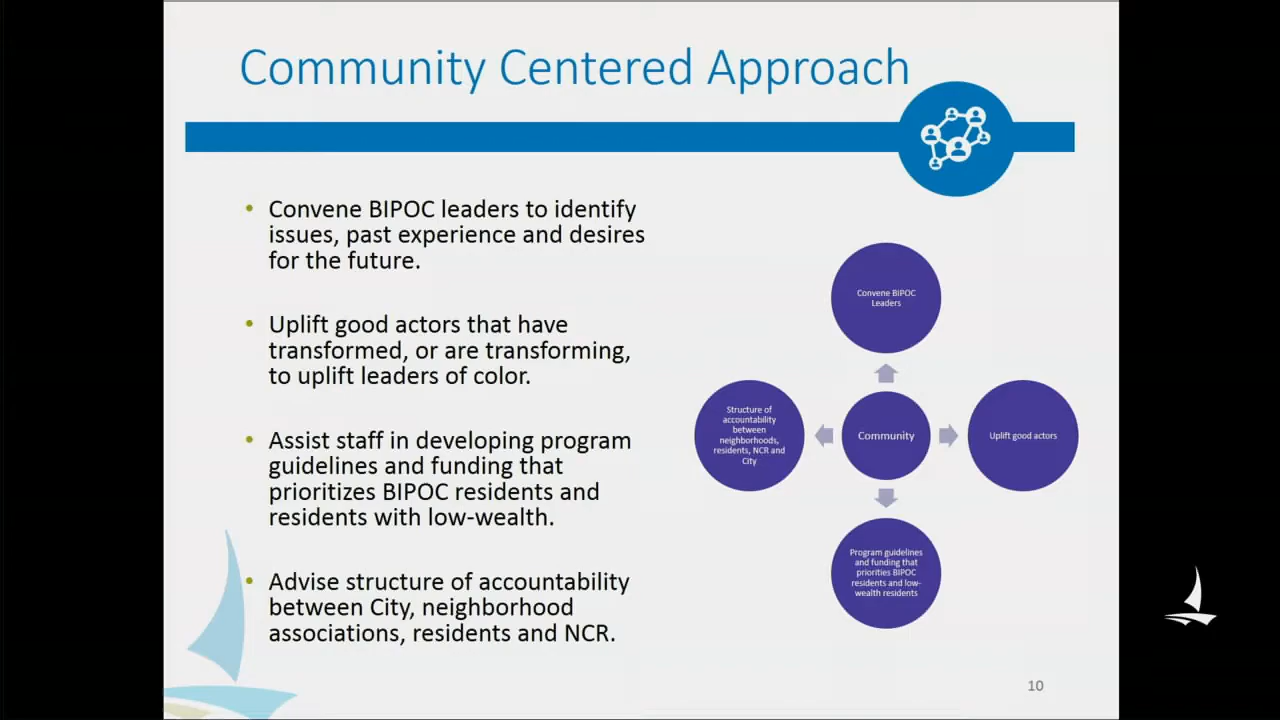 Community Centered Approach
• Convene BIPOC leaders to identify
issues, past experience and desires
for the future.
• Uplift good actors that have
transformed, or are transforming,
to uplift leaders of color.
• Assist staff in developing program
guidelines and funding that
prioritizes BIPOC residents and
residents with low-wealth.
• Advise structure of accountability
between City, neighborhood
associations, residents and NCR.
Convene BIPOC
Leaders
Structure of
accountability
between
neighborhoods,
residents, NCR and
City
Community
Uplift good actors
Program guidelines
and funding that
priorities BIPOC
residents and low-
wealth residents
10